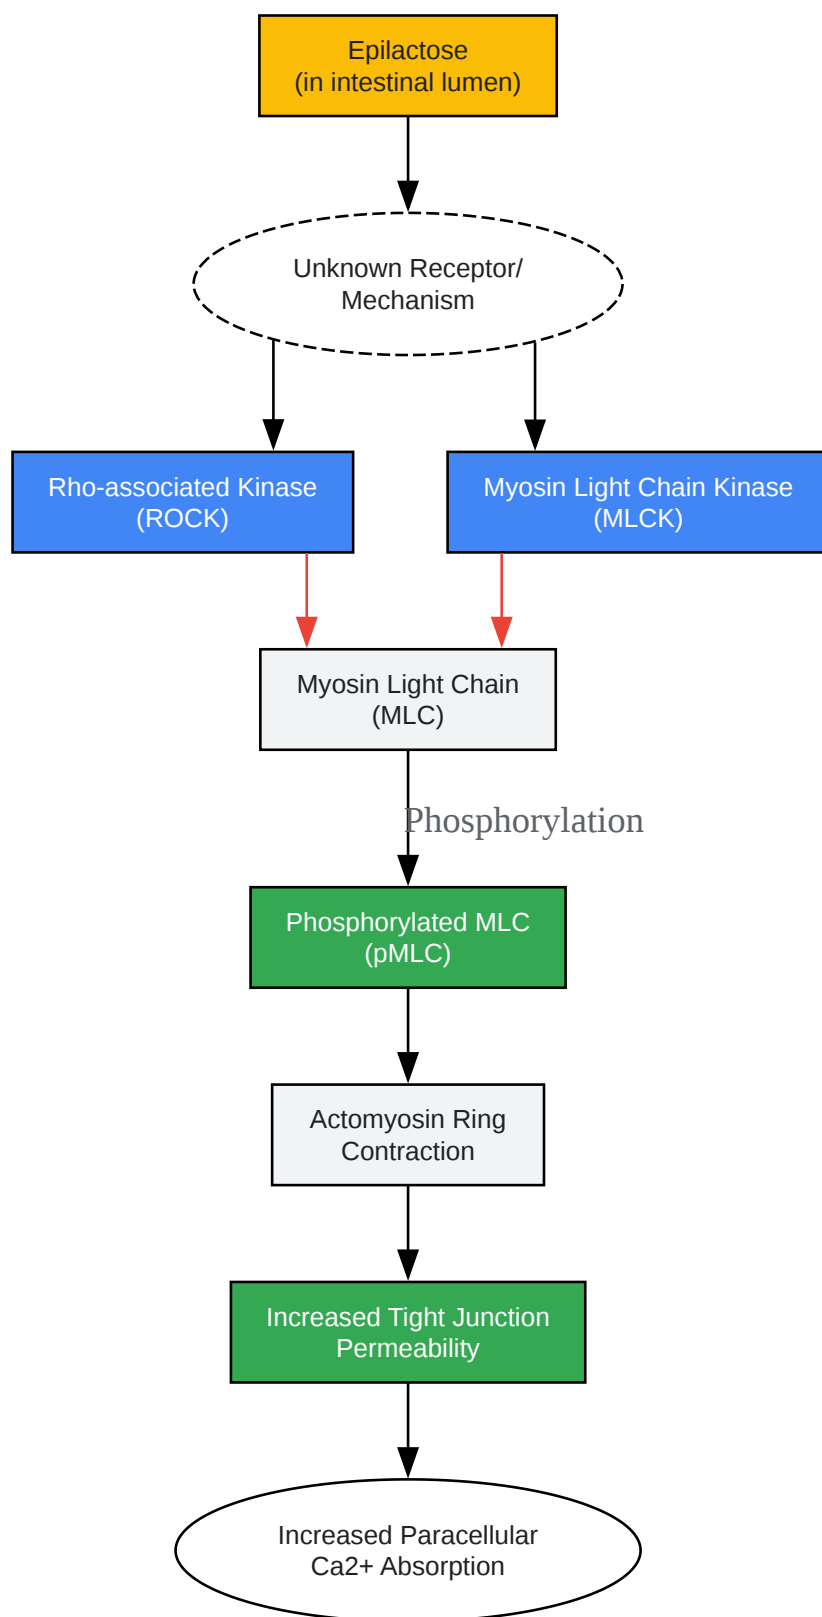 Epilactose
(in intestinal lumen)
Unknown Receptor/
Mechanism
Rho-associated Kinase
(ROCK)
Myosin Light Chain Kinase
(MLCK)
Myosin Light Chain
(MLC)
Phosphorylation
Phosphorylated MLC
(pMLC)
Actomyosin Ring
Contraction
Increased Tight Junction
Permeability
Increased Paracellular
Ca2+ Absorption